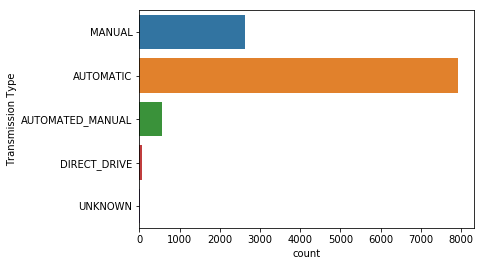 MANUAL
AUTOMATIC
AUTOMATED_MANUAL
DIRECT_DRIVE
UNKNOWN
Transmission Type
0 1000 2000 3000 4000 5000 6000 7000 8000
count